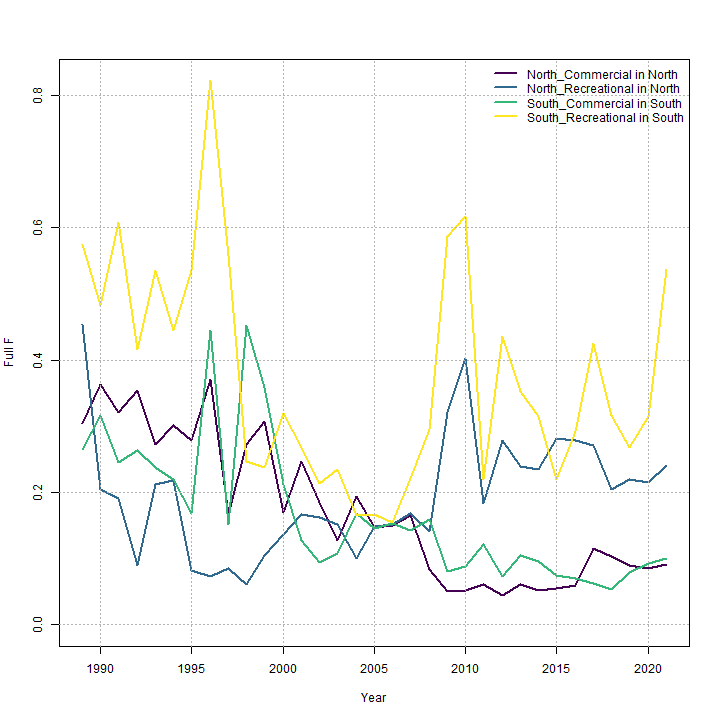 North_Commercial in North
North_Recreational in North
South_Commercial in South
South_Recreational in South
Full F
0.8
0.6
0.4
0.2
0.0
1990 1995 2000 2005 2010 2015 2020
Year